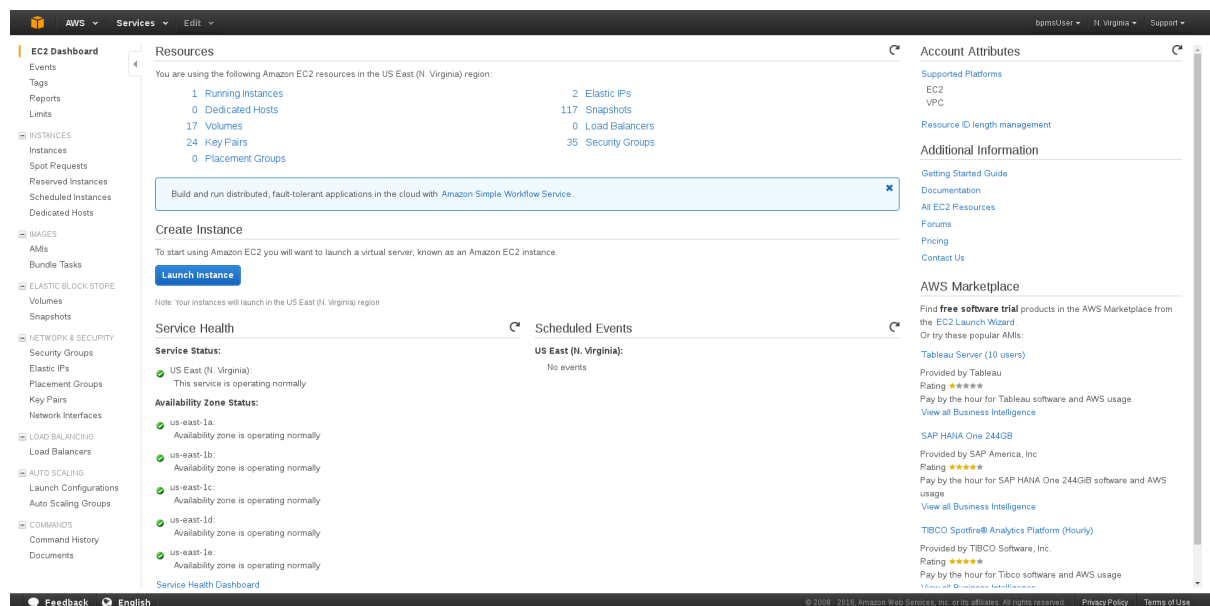 AWS Services Edit bpmsUser N. Virginia Support
EC2 Dashboard
Events
Tags
Reports
Limits
INSTANCES
Instances
Spot Requests
Reserved Instances
Scheduled Instances
Dedicated Hosts
IMAGES
AMIs
Bundle Tasks
ELASTIC BLOCK STORE
Volumes
Snapshots
NETWORK & SECURITY
Security Groups
Elastic IPs
Placement Groups
Key Pairs
Network Interfaces
LOAD BALANCING
Load Balancers
AUTO SCALING
Launch Configurations
Auto Scaling Groups
COMMANDS
Command History
Documents
Resources
You are using the following Amazon EC2 resources in the US East (N. Virginia) region:
1 Running Instances
0 Dedicated Hosts
17 Volumes
24 Key Pairs
0 Placement Groups
2 Elastic IPs
117 Snapshots
0 Load Balancers
35 Security Groups
Build and run distributed, fault-tolerant applications in the cloud with Amazon Simple Workflow Service.
Create Instance
To start using Amazon EC2 you will want to launch a virtual server, known as an Amazon EC2 instance.
Launch Instance
Note: Your instances will launch in the US East (N. Virginia) region
Service Health
Service Status:
US East (N. Virginia):
This service is operating normally
Availability Zone Status:
us-east-1a:
Availability zone is operating normally
us-east-1b:
Availability zone is operating normally
us-east-1c:
Availability zone is operating normally
us-east-1d:
Availability zone is operating normally
us-east-1e:
Availability zone is operating normally
Service Health Dashboard
Scheduled Events
US East (N. Virginia):
No events
Account Attributes
Supported Platforms
EC2
VPC
Resource ID length management
Additional Information
Getting Started Guide
Documentation
All EC2 Resources
Forums
Pricing
Contact Us
AWS Marketplace
Find free software trial products in the AWS Marketplace from
the EC2 Launch Wizard.
Or try these popular AMIs:
Tableau Server (10 users)
Provided by Tableau
Rating
Pay by the hour for Tableau software and AWS usage
View all Business Intelligence
SAP HANA One 244GB
Provided by SAP America, Inc
Rating
Pay by the hour for SAP HANA One 244GiB software and AWS
usage
View all Business Intelligence
TIBCO Spotfire® Analytics Platform (Hourly)
Provided by TIBCO Software, Inc.
Rating
Pay by the hour for Tibco software and AWS usage
View all Business Intelligence
Feedback English © 2008 - 2016, Amazon Web Services, Inc. or its affiliates. All rights reserved. Privacy Policy Terms of Use